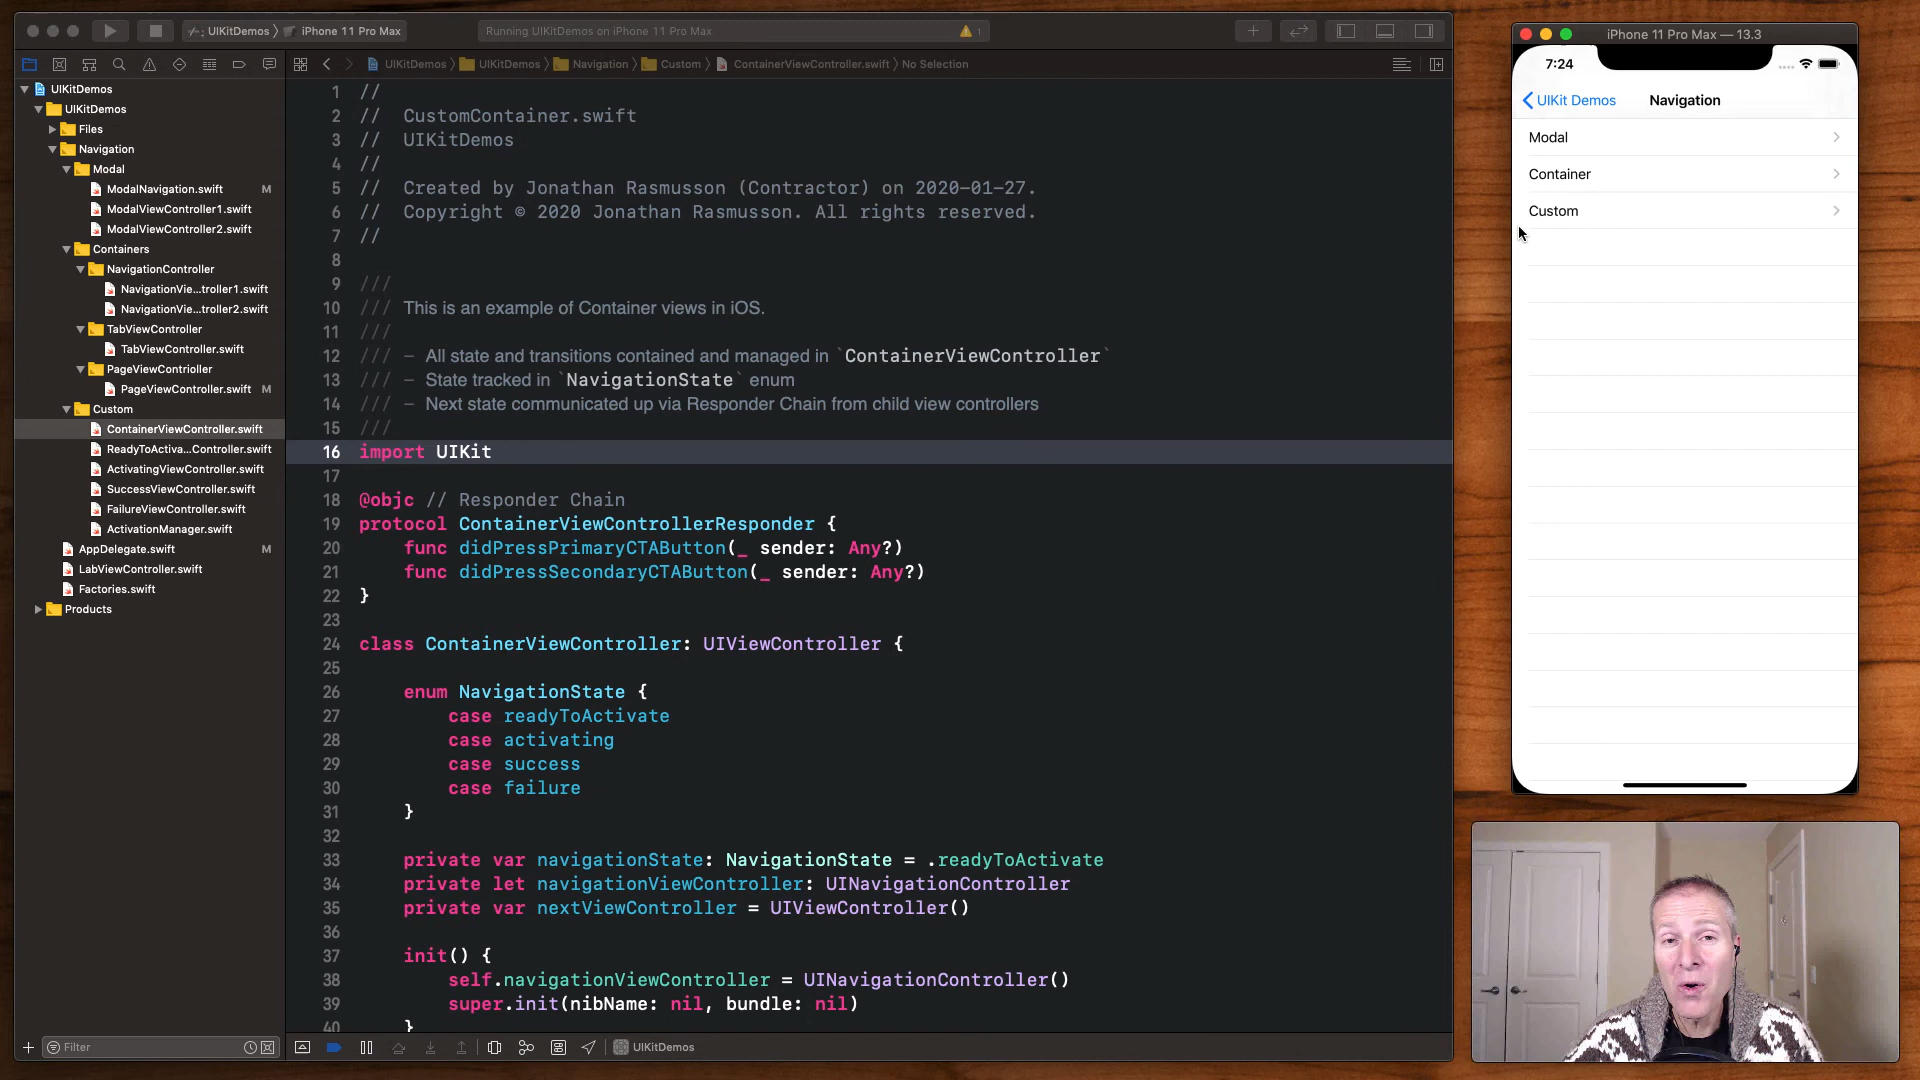 UIKitDemos
iPhone 11 Pro Max
Running UIKitDemos on iPhone 11 Pro Max
1
UIKitDemos
UIKitDemos
Navigation
Custom
ContainerViewController.swift
No Selection
UIKitDemos
UIKitDemos
Files
Navigation
Modal
ModalNavigation.swift M
ModalViewController1.swift
ModalViewController2.swift
Containers
NavigationController
NavigationVie...troller1.swift
NavigationVie...troller2.swift
TabViewController
TabViewController.swift
PageViewContrioller
PageViewController.swift M
Custom
ContainerViewController.swift
ReadyToActiva...Controller.swift
ActivatingViewController.swift
SuccessViewController.swift
FailureViewController.swift
ActivationManager.swift
AppDelegate.swift M
LabViewController.swift
Factories.swift
Products
Filter
1 //
2 // CustomContainer.swift
3 // UIKitDemos
4 //
5 // Created by Jonathan Rasmusson (Contractor) on 2020-01-27.
6 // Copyright © 2020 Jonathan Rasmusson. All rights reserved.
7 //
8
9 ///
10 /// This is an example of Container views in iOS.
11 ///
12 /// – All state and transitions contained and managed in `ContainerViewController`
13 /// – State tracked in `NavigationState` enum
14 /// – Next state communicated up via Responder Chain from child view controllers
15 ///
16 import UIKit
17
18 @objc // Responder Chain
19 protocol ContainerViewControllerResponder {
20 func didPressPrimaryCTAButton(_ sender: Any?)
21 func didPressSecondaryCTAButton(_ sender: Any?)
22 }
23
24 class ContainerViewController: UIViewController {
25
26 enum NavigationState {
27 case readyToActivate
28 case activating
29 case success
30 case failure
31 }
32
33 private var navigationState: NavigationState = .readyToActivate
34 private let navigationViewController: UINavigationController
35 private var nextViewController = UIViewController()
36
37 init() {
38 self.navigationViewController = UINavigationController()
39 super.init(nibName: nil, bundle: nil)
40 }
UIKitDemos
iPhone 11 Pro Max — 13.3
7:24
UIKit Demos
Navigation
Modal
Container
Custom